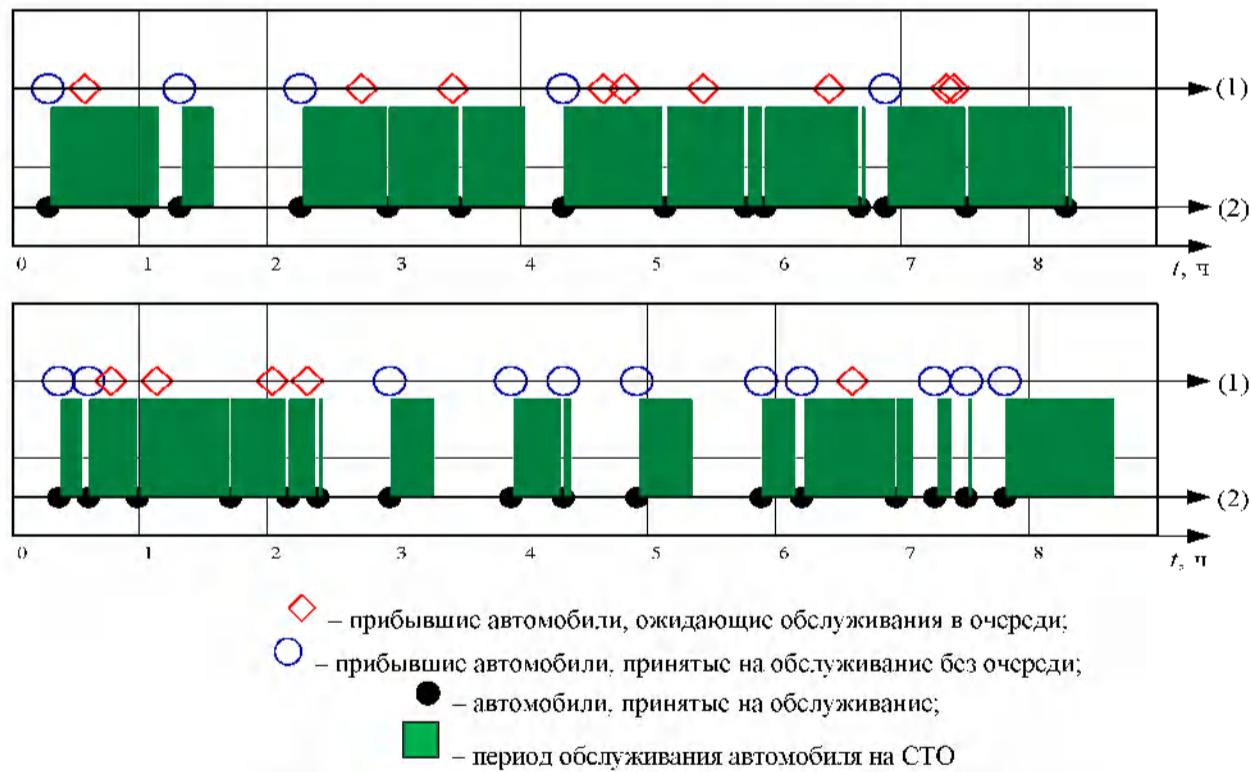 (1)
(2)
0 1 2 3 4 5 6 7 8
t, ч
(1)
(2)
0 1 2 3 4 5 6 7 8
t, ч
– прибывшие автомобили, ожидающие обслуживания в очереди;
– прибывшие автомобили, принятые на обслуживание без очереди;
– автомобили, принятые на обслуживание;
– период обслуживания автомобиля на СТО